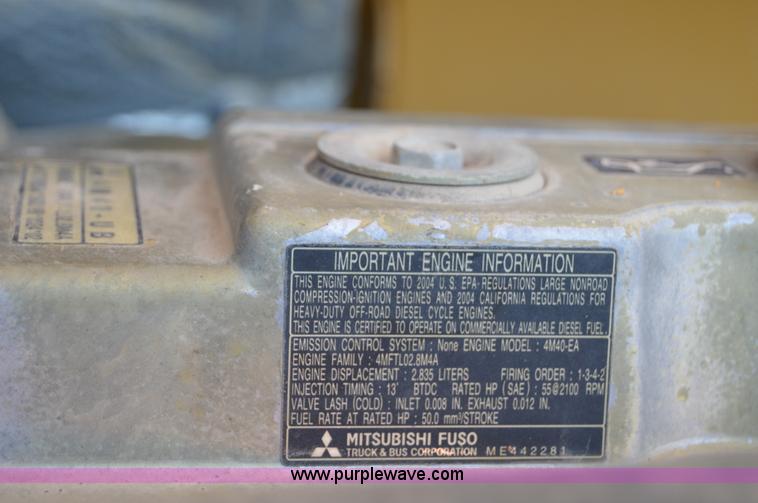 IMPORTANT ENGINE INFORMATION
THIS ENGINE CONFORMS TO 2004 U.S. EPA REGULATIONS LARGE NONROAD
COMPRESSION-IGNITION ENGINES AND 2004 CALIFORNIA REGULATIONS FOR
HEAVY-DUTY OFF-ROAD DIESEL CYCLE ENGINES.
THIS ENGINE IS CERTIFIED TO OPERATE ON COMMERCIALLY AVAILABLE DIESEL FUEL.
EMISSION CONTROL SYSTEM : None ENGINE MODEL : 4M40-EA
ENGINE FAMILY : 4MFTL02.8M4A
ENGINE DISPLACEMENT : 2.835 LITERS FIRING ORDER : 1-3-4-2
INJECTION TIMING : 13° BTDC RATED HP (SAE) : 55@2100 RPM
VALVE LASH (COLD) : INLET 0.008 IN. EXHAUST 0.012 IN.
FUEL RATE AT RATED HP : 50.0 mm³/STROKE
MITSUBISHI FUSO
TRUCK & BUS CORPORATION ME442281
www.purplewave.com